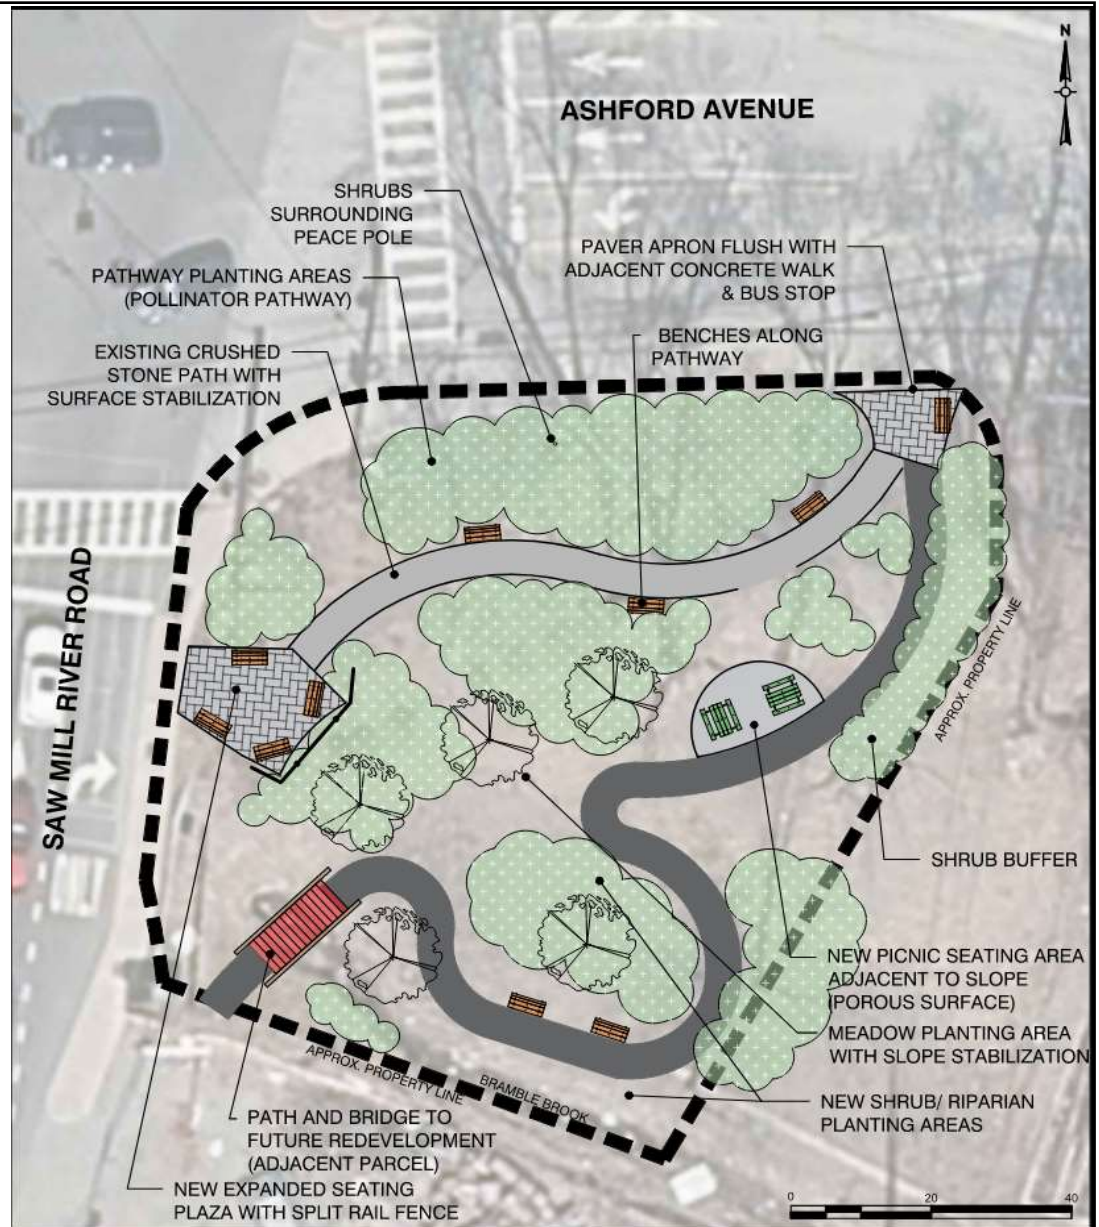 N
ASHFORD AVENUE
SHRUBS
SURROUNDING
PEACE POLE
PAVER APRON FLUSH WITH
ADJACENT CONCRETE WALK
& BUS STOP
PATHWAY PLANTING AREAS
(POLLINATOR PATHWAY)
BENCHES ALONG
PATHWAY
EXISTING CRUSHED
STONE PATH WITH
SURFACE STABILIZATION
SAW MILL RIVER ROAD
APPROX. PROPERTY LINE
SHRUB BUFFER
NEW PICNIC SEATING AREA
ADJACENT TO SLOPE
(POROUS SURFACE)
MEADOW PLANTING AREA
WITH SLOPE STABILIZATION
NEW SHRUB/ RIPARIAN
PLANTING AREAS
APPROX. PROPERTY LINE
BRAMBLE BROOK
PATH AND BRIDGE TO
FUTURE REDEVELOPMENT
(ADJACENT PARCEL)
NEW EXPANDED SEATING
PLAZA WITH SPLIT RAIL FENCE
0 20 40